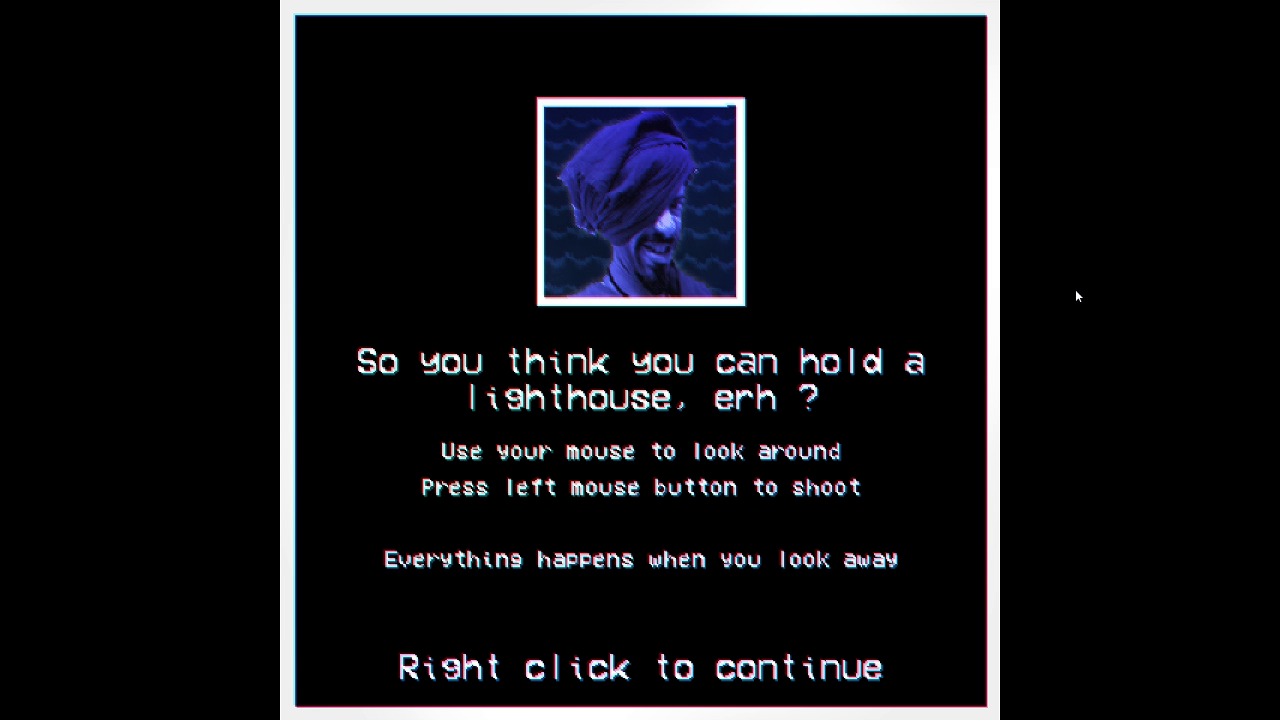 So you think you can hold a
lighthouse, erh ?
Use your mouse to look around
Press left mouse button to shoot
Everything happens when you look away
Right click to continue